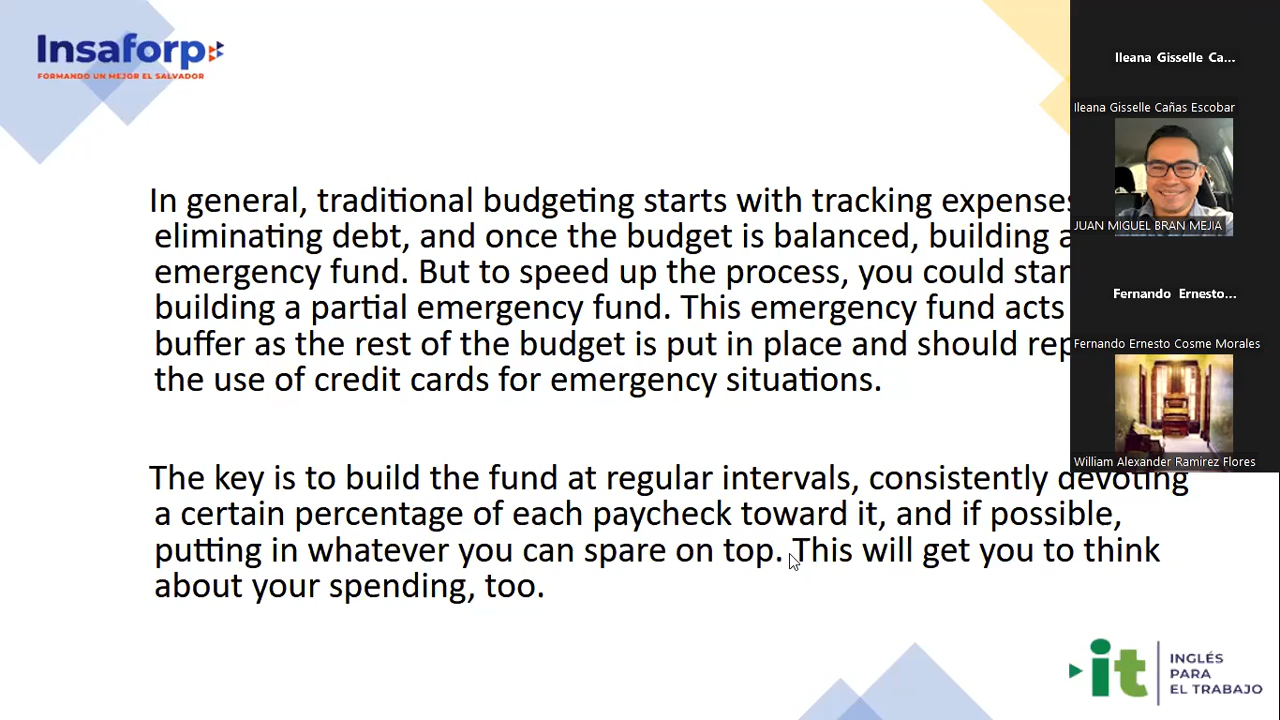 Insaforp
FORMANDO UN MEJOR EL SALVADOR
In general, traditional budgeting starts with tracking expenses
eliminating debt, and once the budget is balanced, building
emergency fund. But to speed up the process, you could
building a partial emergency fund. This emergency fund acts
buffer as the rest of the budget is put in place and should
the use of credit cards for emergency situations.
The key is to build the fund at regular intervals, consistently devoting
a certain percentage of each paycheck toward it, and if possible,
putting in whatever you can spare on top. This will get you to think
about your spending, too.
Ileana Gisselle Ca...
Ileana Gisselle Cañas Escobar
JUAN MIGUEL BRAN MEJIA
Fernando Ernesto...
Fernando Ernesto Cosme Morales
William Alexander Ramirez Flores
it
INGLÉS
PARA
EL TRABAJO